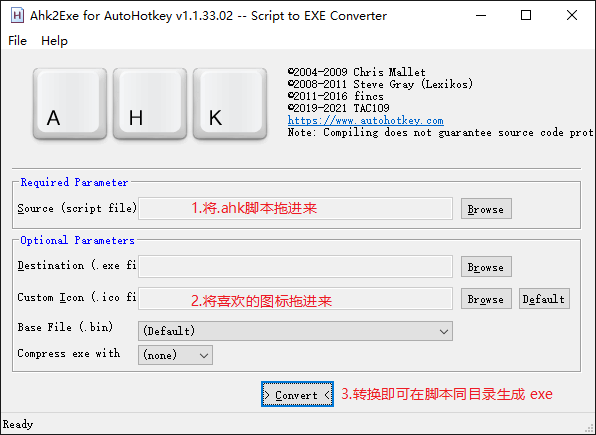 Ahk2Exe for AutoHotkey v1.1.33.02 -- Script to EXE Converter
File Help
A H K
©2004-2009 Chris Mallet
©2008-2011 Steve Gray (Lexikos)
©2011-2016 fincs
©2019-2021 TAC109
https://www.autohotkey.com
Note: Compiling does not guarantee source code prot
Required Parameter
Source (script file) 1.将.ahk脚本拖进来 Browse
Optional Parameters
Destination (.exe fi Browse
Custom Icon (.ico fi 2.将喜欢的图标拖进来 Browse Default
Base File (.bin) (Default)
Compress exe with (none)
> Convert < 3.转换即可在脚本同目录生成 exe
Ready